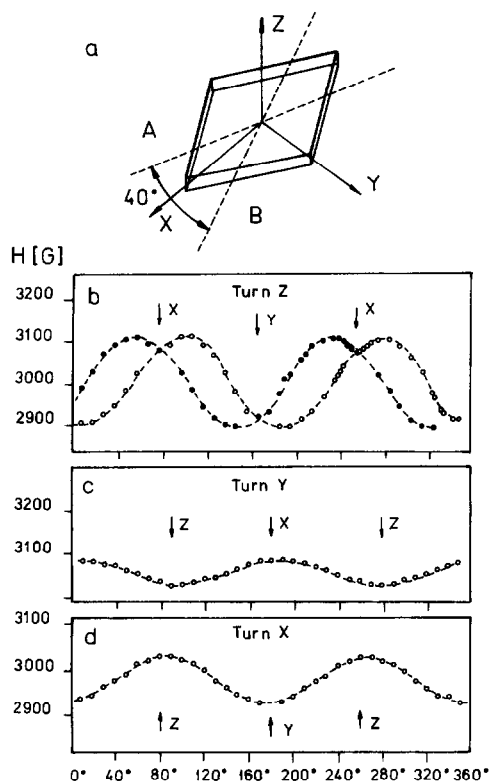 a
Z
A
40°
X
B
Y
H [G]
b
Turn Z
X
Y
X
3200
3100
3000
2900
c
Turn Y
Z
X
Z
3200
3100
d
Turn X
3100
3000
2900
Z
Y
Z
0° 40° 80° 120° 160° 200° 240° 280° 320° 360°